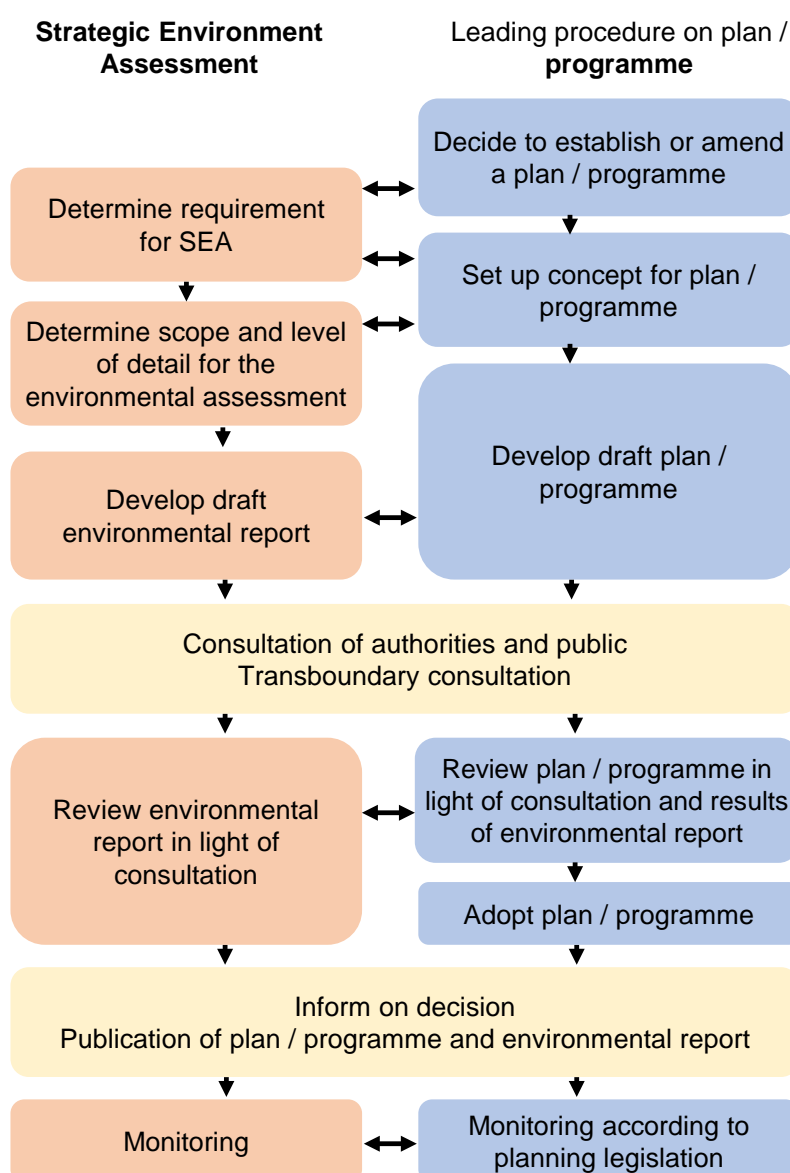 Strategic Environment
Assessment
Leading procedure on plan /
programme
Decide to establish or amend
a plan / programme
Determine requirement
for SEA
Set up concept for plan /
programme
Determine scope and level
of detail for the
environmental assessment
Develop draft plan /
programme
Develop draft
environmental report
Consultation of authorities and public
Transboundary consultation
Review environmental
report in light of
consultation
Review plan / programme in
light of consultation and results
of environmental report
Adopt plan / programme
Inform on decision
Publication of plan / programme and environmental report
Monitoring
Monitoring according to
planning legislation